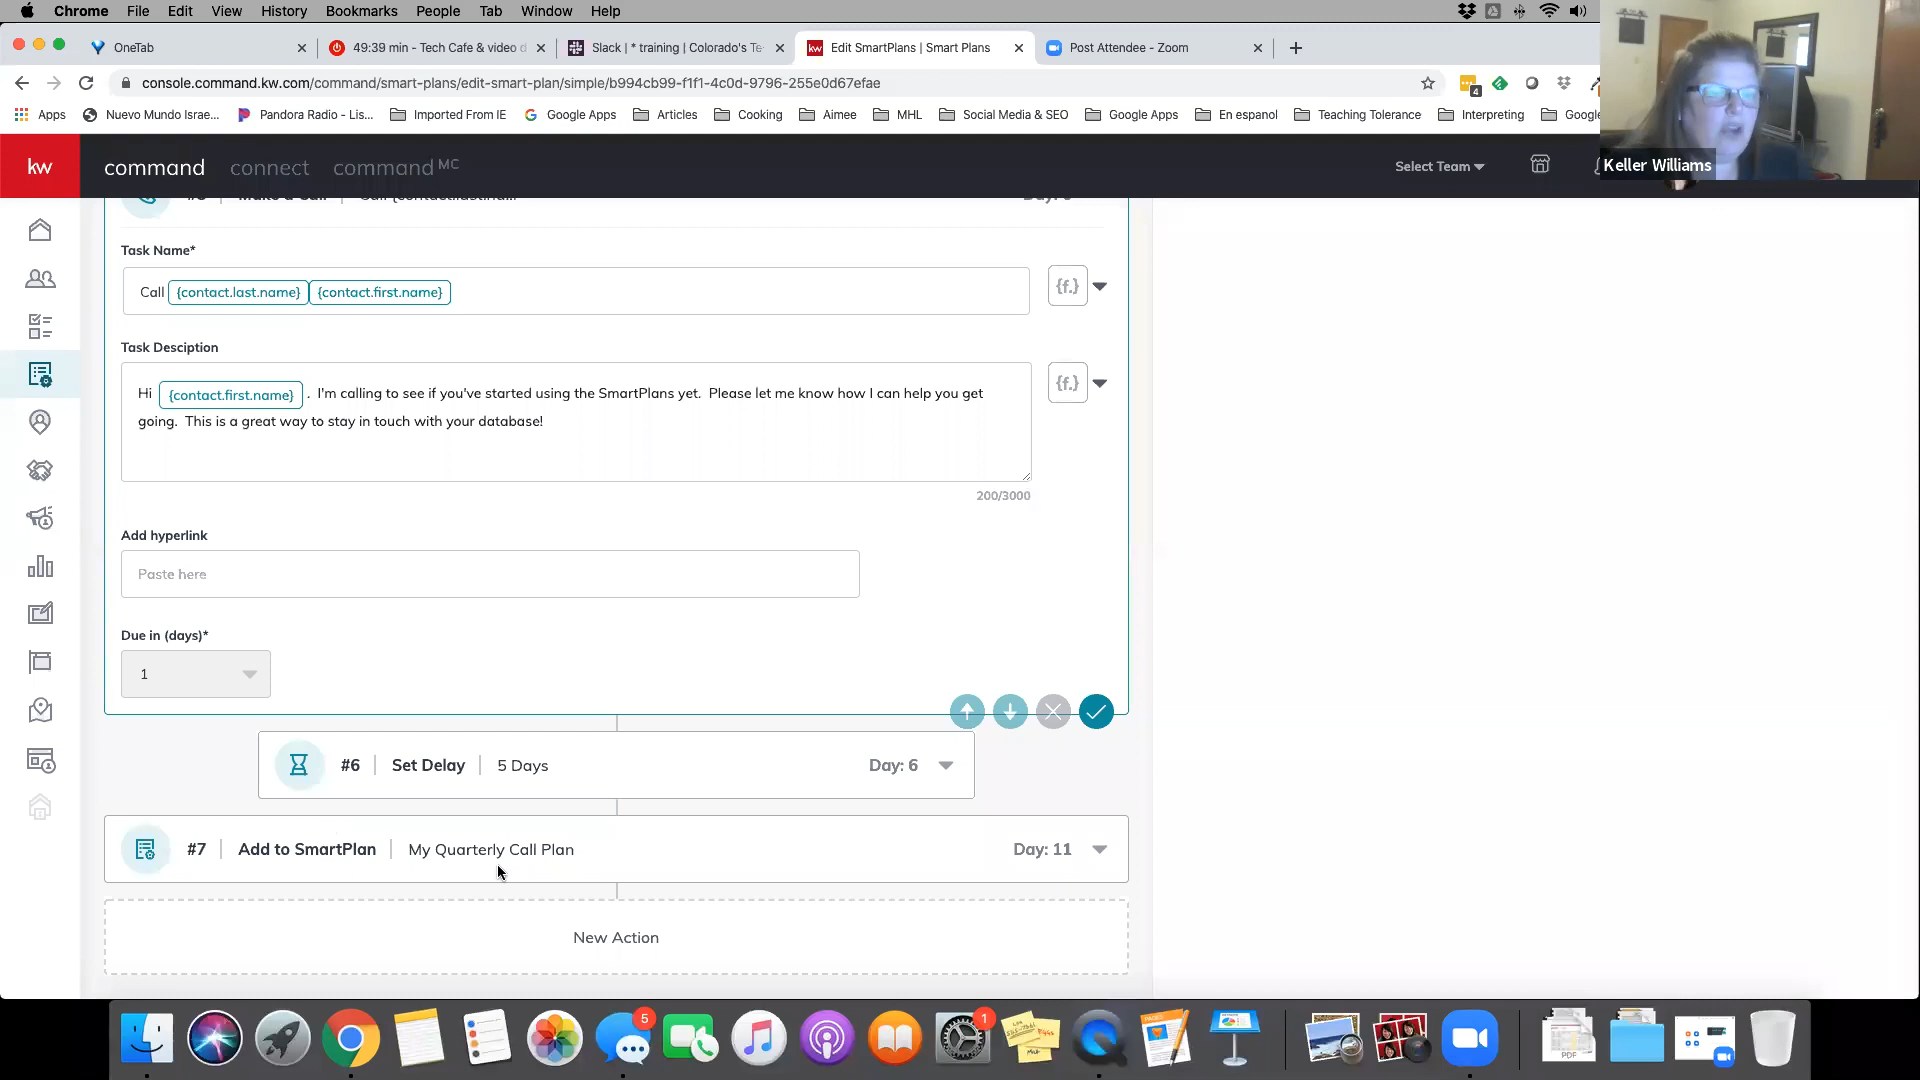 Chrome File Edit View History Bookmarks People Tab Window Help
OneTab
49:39 min - Tech Cafe & video d
Slack | * training | Colorado's Te
Edit SmartPlans | Smart Plans
Post Attendee - Zoom
console.command.kw.com/command/smart-plans/edit-smart-plan/simple/b994cb99-f1f1-4c0d-9796-255e0d67efae
4
Apps
Nuevo Mundo Israe...
Pandora Radio - Lis...
Imported From IE
Google Apps
Articles
Cooking
Aimee
MHL
Social Media & SEO
Google Apps
En espanol
Teaching Tolerance
Interpreting
Google
kw command connect command MC
Select Team
Keller Williams
Task Name*
Call {contact.last.name} {contact.first.name}
{f.}
Task Desciption
Hi {contact.first.name} . I'm calling to see if you've started using the SmartPlans yet. Please let me know how I can help you get
going. This is a great way to stay in touch with your database!
{f.}
200/3000
Add hyperlink
Paste here
Due in (days)*
1
#6 Set Delay 5 Days Day: 6
#7 Add to SmartPlan My Quarterly Call Plan Day: 11
New Action
5
1
PAGES
PDF